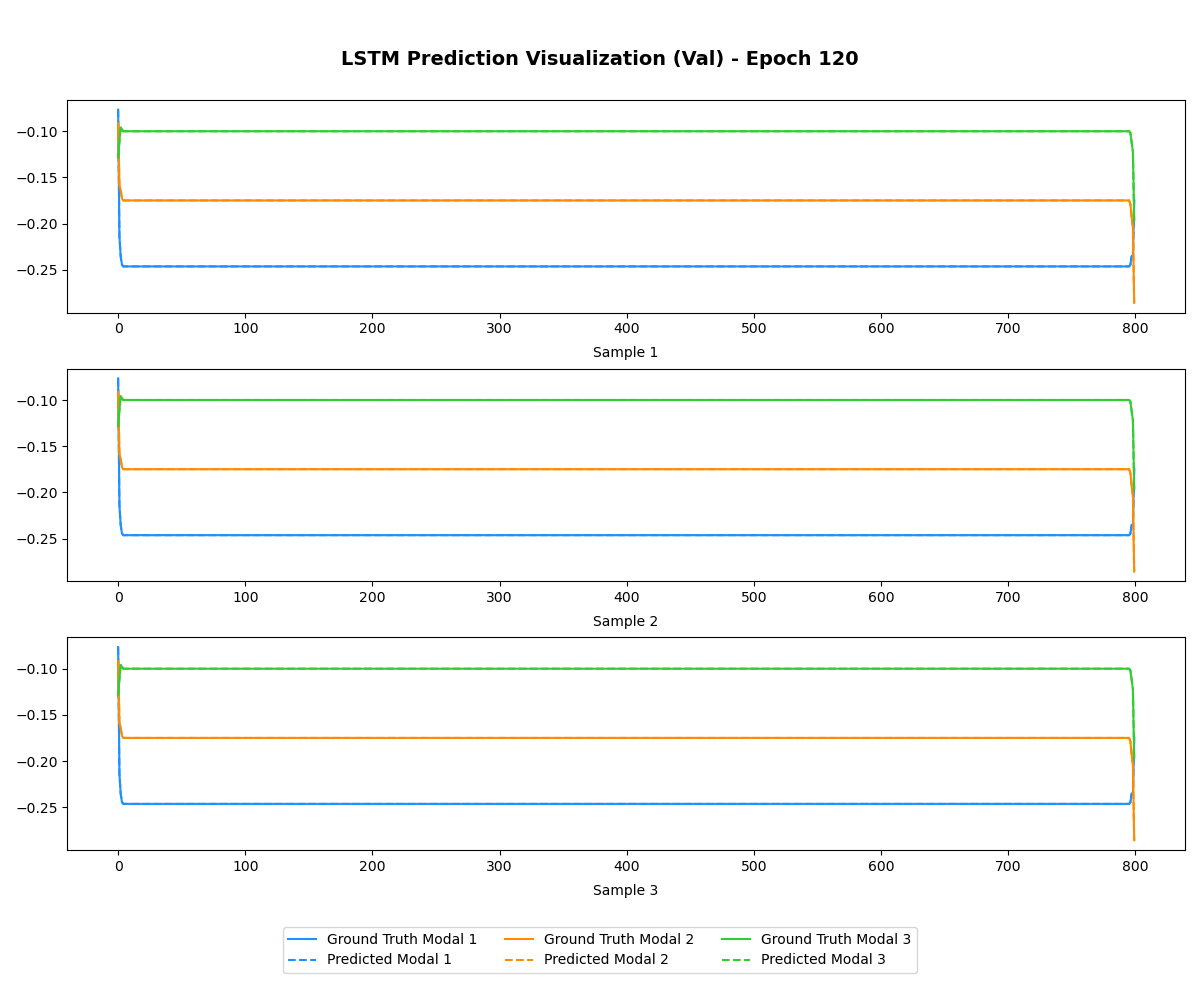 LSTM Prediction Visualization (Val) - Epoch 120
−0.10
−0.15
−0.20
−0.25
0 100 200 300 400 500 600 700 800
Sample 1
−0.10
−0.15
−0.20
−0.25
0 100 200 300 400 500 600 700 800
Sample 2
−0.10
−0.15
−0.20
−0.25
0 100 200 300 400 500 600 700 800
Sample 3
Ground Truth Modal 1 Ground Truth Modal 2 Ground Truth Modal 3
Predicted Modal 1 Predicted Modal 2 Predicted Modal 3